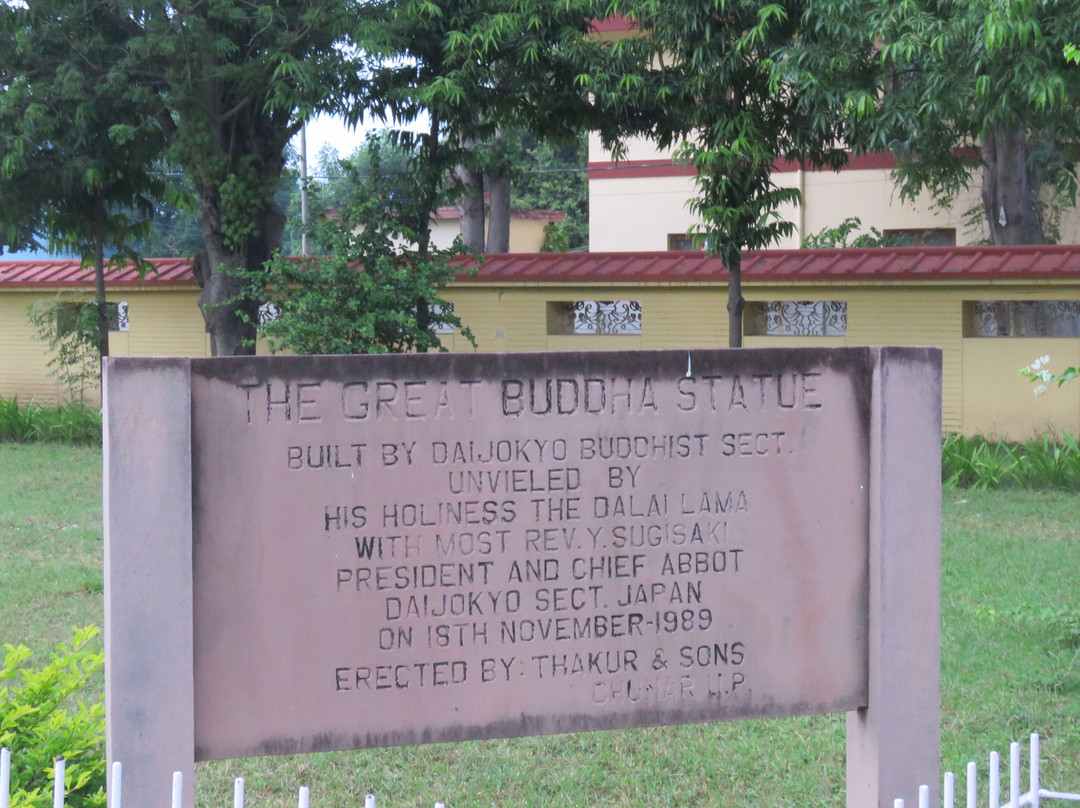 THE GREAT BUDDHA STATUE
BUILT BY DAIJOKYO BUDDHIST SECT.
UNVIELED BY
HIS HOLINESS THE DALAI LAMA
WITH MOST REV. Y. SUGISAKI
PRESIDENT AND CHIEF ABBOT
DAIJOKYO SECT. JAPAN
ON 18TH NOVEMBER-1989
ERECTED BY: THAKUR & SONS
CHUNAR U.P.